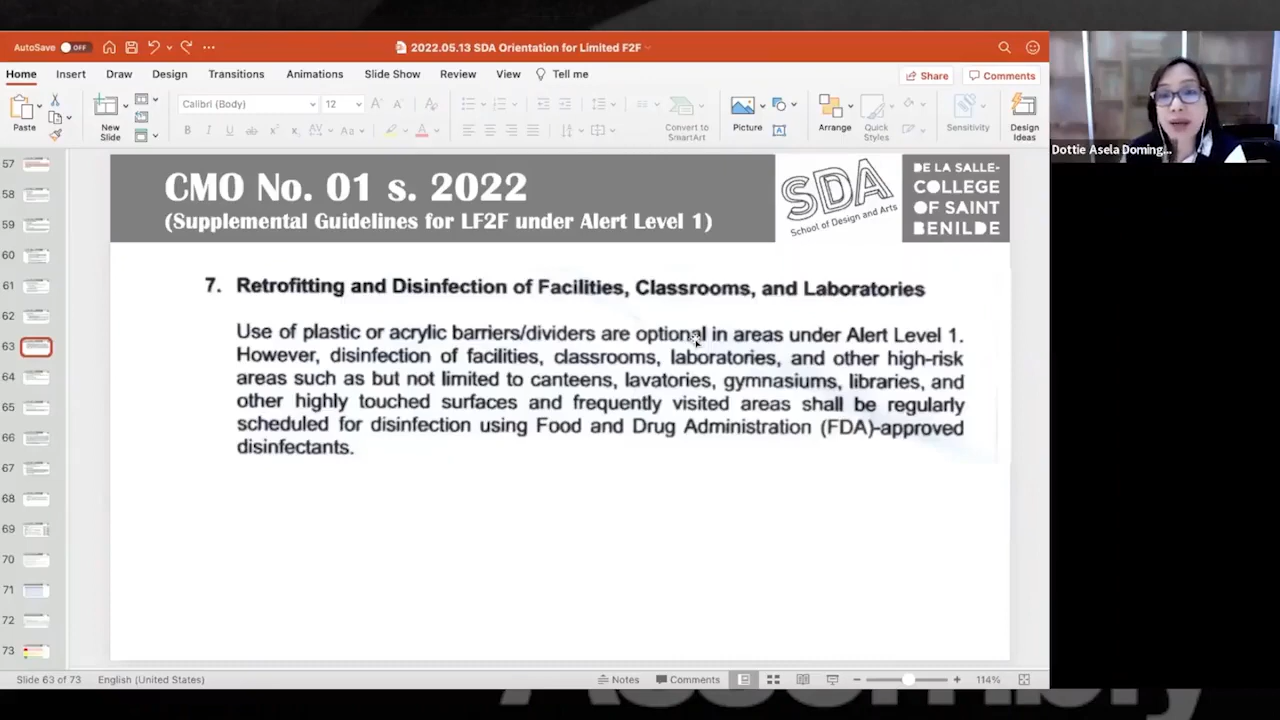 AutoSave OFF
2022.05.13 SDA Orientation for Limited F2F
Home Insert Draw Design Transitions Animations Slide Show Review View Tell me
Share Comments
Calibri (Body) 12
Paste
New Slide
Convert to SmartArt
Picture
Arrange
Quick Styles
Sensitivity
Design Ideas
57
58
59
60
61
62
63
64
65
66
67
68
69
70
71
72
73
CMO No. 01 s. 2022
(Supplemental Guidelines for LF2F under Alert Level 1)
SDA
School of Design and Arts
DE LA SALLE-
COLLEGE
OF SAINT
BENILDE
7. Retrofitting and Disinfection of Facilities, Classrooms, and Laboratories
Use of plastic or acrylic barriers/dividers are optional in areas under Alert Level 1.
However, disinfection of facilities, classrooms, laboratories, and other high-risk
areas such as but not limited to canteens, lavatories, gymnasiums, libraries, and
other highly touched surfaces and frequently visited areas shall be regularly
scheduled for disinfection using Food and Drug Administration (FDA)-approved
disinfectants.
Slide 63 of 73 English (United States) Notes Comments 114%
Dottie Asela Doming...
Assembly